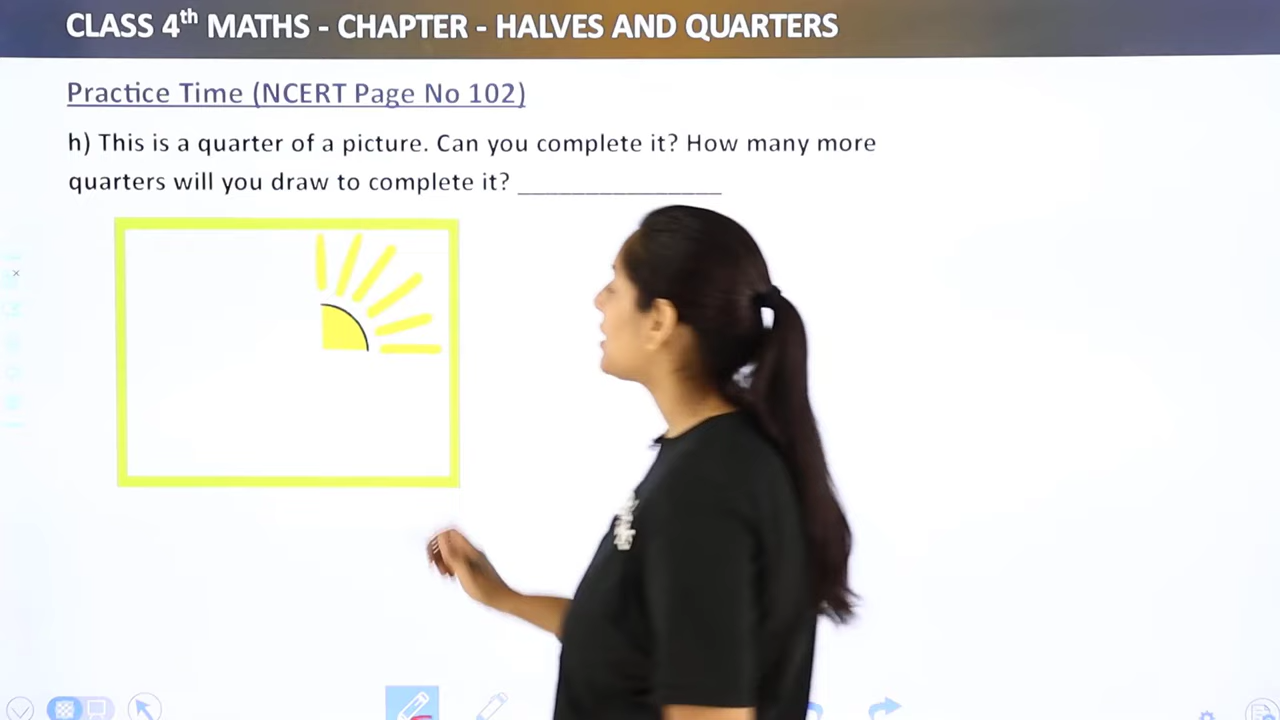 CLASS 4th MATHS - CHAPTER - HALVES AND QUARTERS
Practice Time (NCERT Page No 102)
h) This is a quarter of a picture. Can you complete it? How many more
quarters will you draw to complete it? _______________